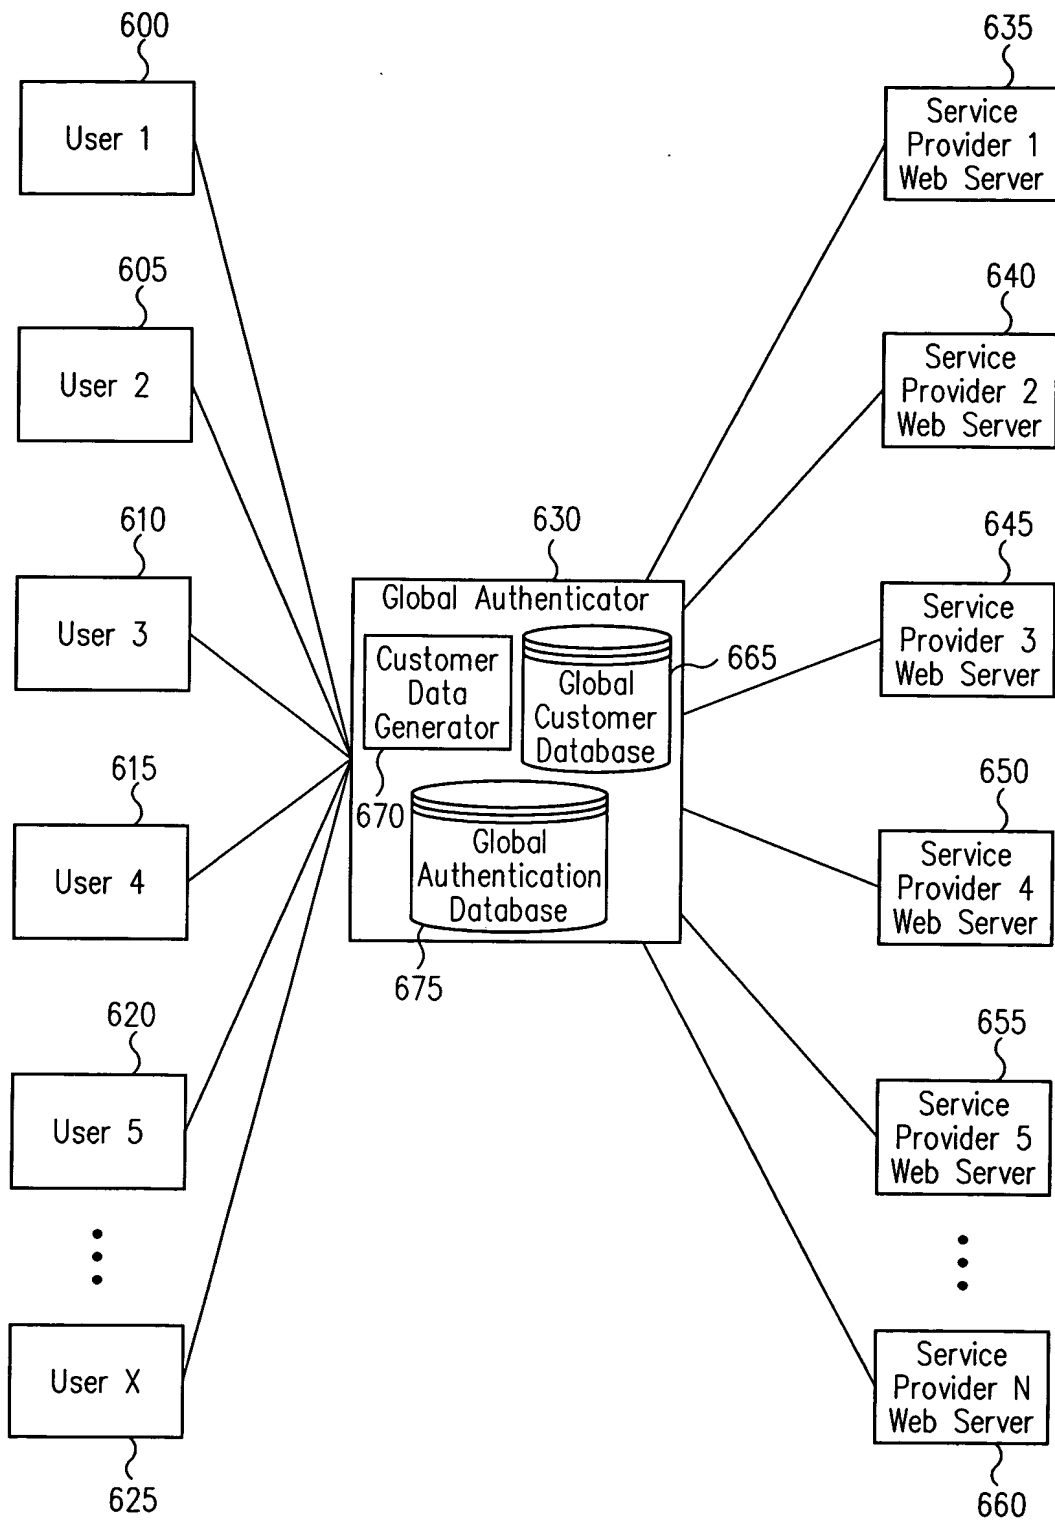 600
User 1
605
User 2
610
User 3
615
User 4
620
User 5
User X
625
630
Global Authenticator
Customer
Data
Generator
670
Global
Customer
Database
665
Global
Authentication
Database
675
635
Service
Provider 1
Web Server
640
Service
Provider 2
Web Server
645
Service
Provider 3
Web Server
650
Service
Provider 4
Web Server
655
Service
Provider 5
Web Server
Service
Provider N
Web Server
660